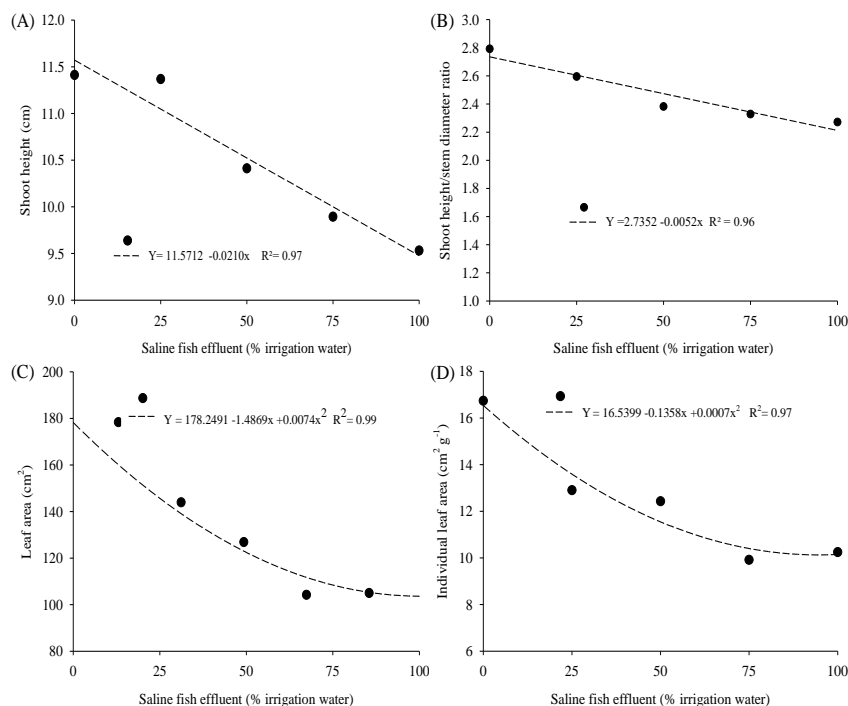 (A)
12.0
11.5
11.0
10.5
10.0
9.5
9.0
Shoot height (cm)
Y= 11.5712 -0.0210x R²= 0.97
0 25 50 75 100
Saline fish effluent (% irrigation water)
(B)
3.0
2.8
2.6
2.4
2.2
2.0
1.8
1.6
1.4
1.2
1.0
Shoot height/stem diameter ratio
Y =2.7352 -0.0052x R² = 0.96
0 25 50 75 100
Saline fish effluent (% irrigation water)
(C)
200
180
160
140
120
100
80
Leaf area (cm²)
Y = 178.2491 -1.4869x +0.0074x² R² = 0.99
0 25 50 75 100
Saline fish effluent (% irrigation water)
(D)
18
16
14
12
10
8
6
Individual leaf area (cm² g⁻¹)
Y = 16.5399 -0.1358x +0.0007x² R² = 0.97
0 25 50 75 100
Saline fish effluent (% irrigation water)